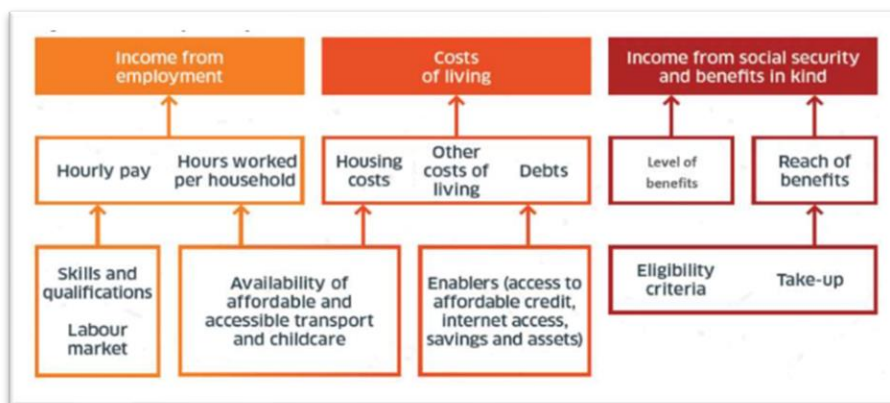 Income from
employment
Costs
of living
Income from social security
and benefits in kind
Hourly pay
Hours worked
per household
Housing
costs
Other
costs of
living
Debts
Level of
benefits
Reach of
benefits
Skills and
qualifications
Labour
market
Availability of
affordable and
accessible transport
and childcare
Enablers (access to
affordable credit,
internet access,
savings and assets)
Eligibility
criteria
Take-up